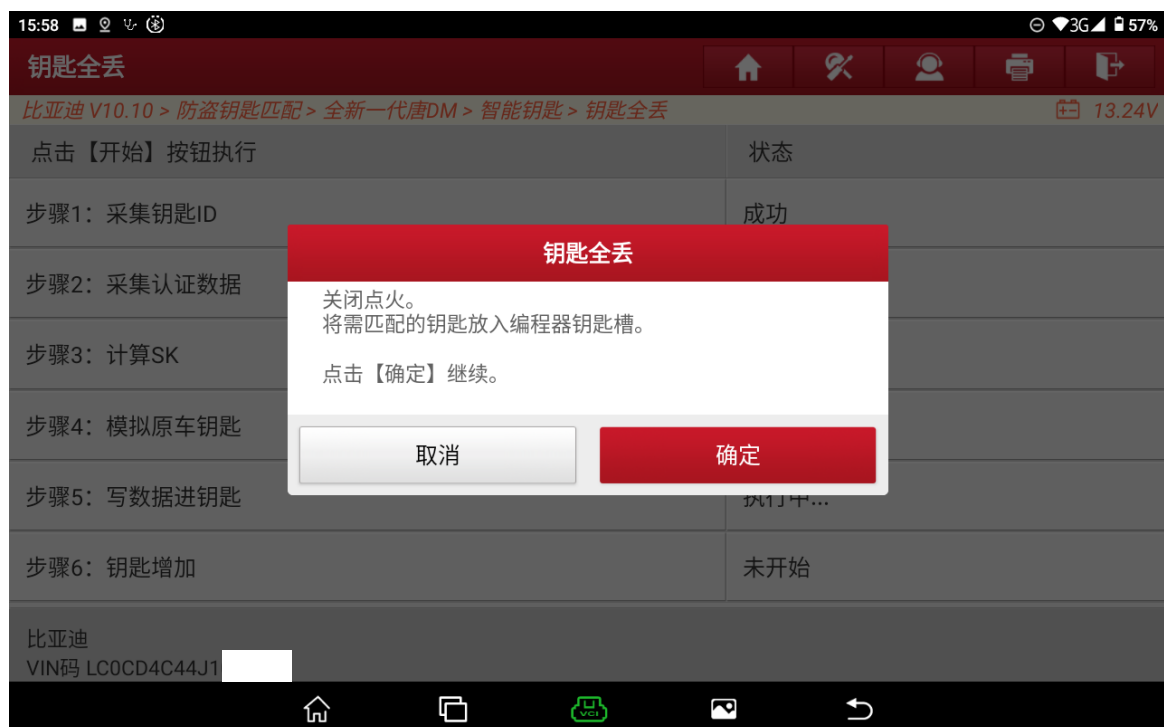 15:58
3G 57%
钥匙全丢
比亚迪 V10.10 > 防盗钥匙匹配 > 全新一代唐DM > 智能钥匙 > 钥匙全丢
13.24V
点击【开始】按钮执行
状态
步骤1：采集钥匙ID
成功
步骤2：采集认证数据
步骤3：计算SK
步骤4：模拟原车钥匙
步骤5：写数据进钥匙
执行中...
步骤6：钥匙增加
未开始
钥匙全丢
关闭点火。
将需匹配的钥匙放入编程器钥匙槽。
点击【确定】继续。
取消
确定
比亚迪
VIN码 LC0CD4C44J1
VCI